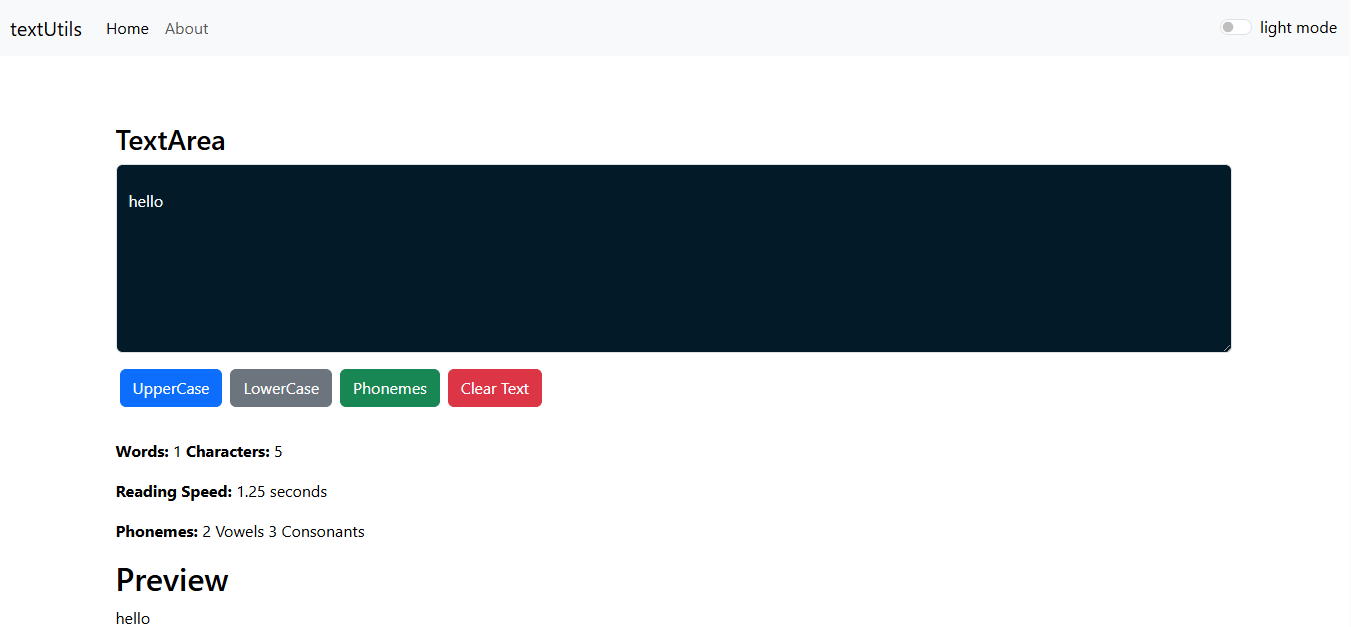 textUtils Home About light mode
TextArea
hello
UpperCase LowerCase Phonemes Clear Text
Words: 1 Characters: 5
Reading Speed: 1.25 seconds
Phonemes: 2 Vowels 3 Consonants
Preview
hello